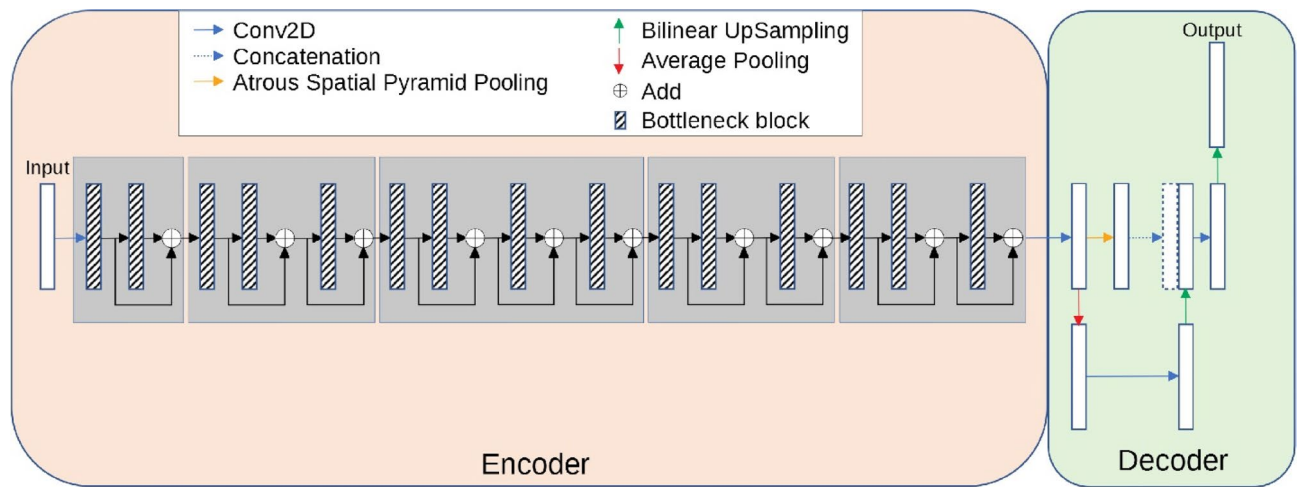 Conv2D
Concatenation
Atrous Spatial Pyramid Pooling
Bilinear UpSampling
Average Pooling
Add
Bottleneck block
Output
Input
Encoder
Decoder